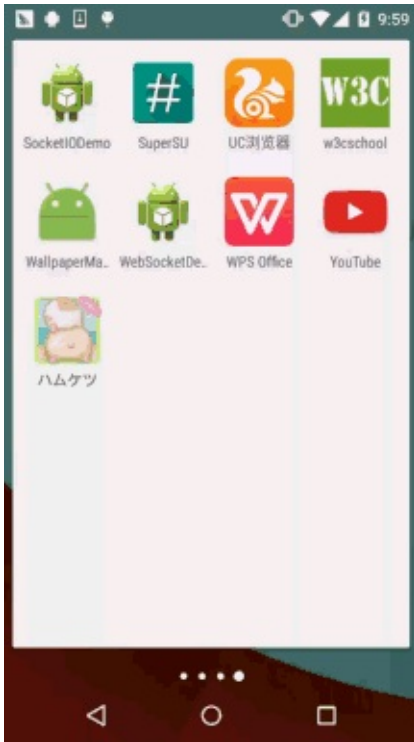 9:59
#
W3C
SocketIODemo
SuperSU
UC浏览器
w3cschool
W
WallpaperMa..
WebSocketDe..
WPS Office
YouTube
ハムケツ